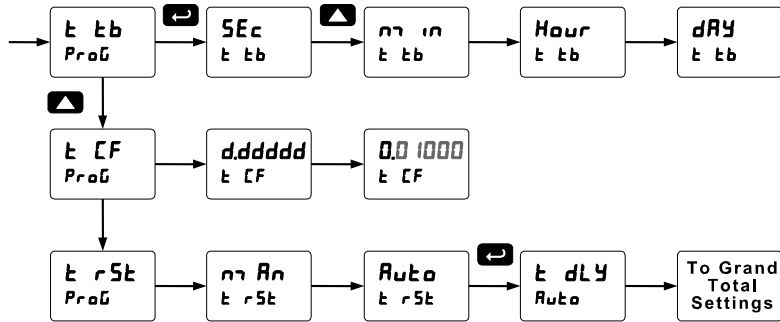 t tb
ProG
SEc
t tb
min
t tb
Hour
t tb
dAY
t tb
t CF
ProG
d.ddddd
t CF
0.01000
t CF
t rSt
ProG
mAn
t rSt
Auto
t rSt
t dLY
Auto
To Grand
Total
Settings